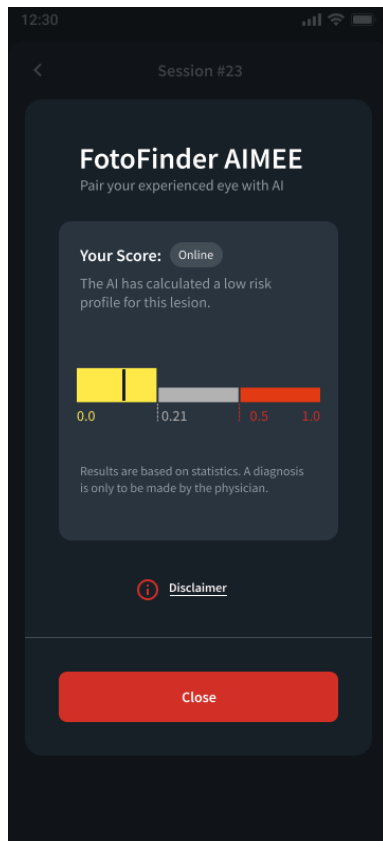 12:30
Session #23
FotoFinder AIMEE
Pair your experienced eye with AI
Your Score: Online
The AI has calculated a low risk
profile for this lesion.
0.0 0.21 0.5 1.0
Results are based on statistics. A diagnosis
is only to be made by the physician.
Disclaimer
Close